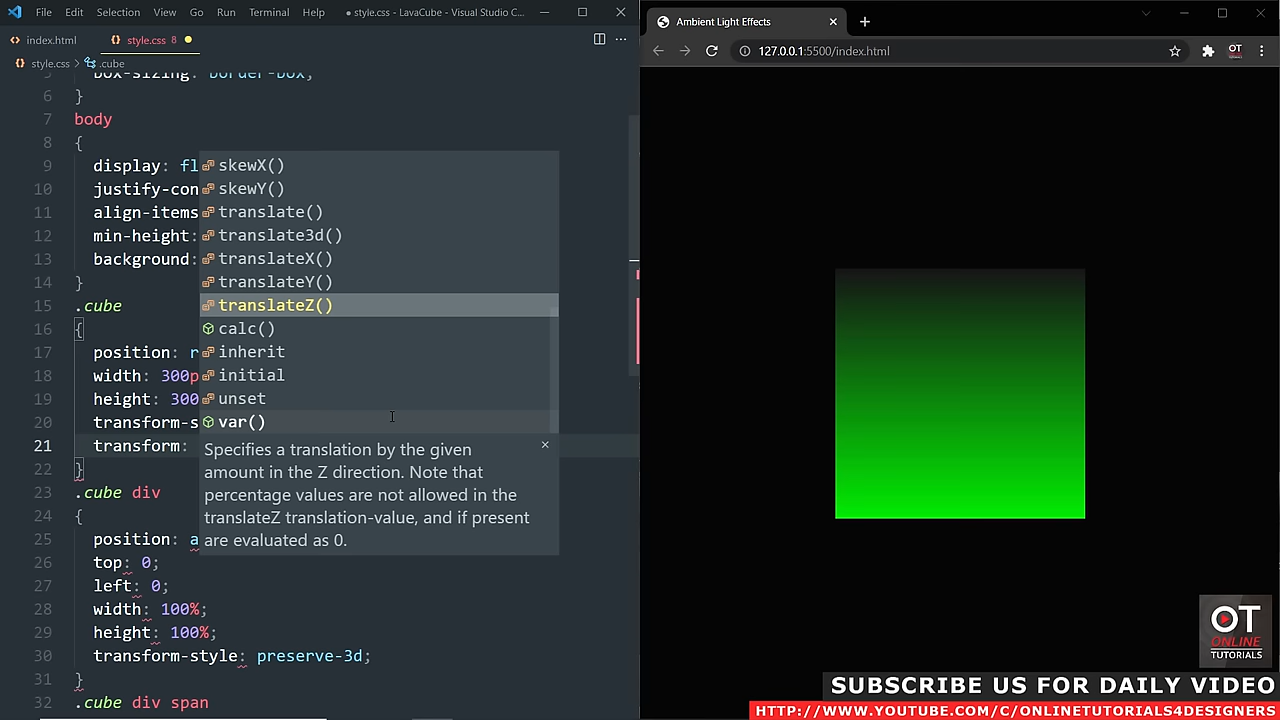 File Edit Selection View Go Run Terminal Help ● style.css - LavaCube - Visual Studio C...
index.html style.css 8
style.css > .cube
box-sizing: border-box;
6 }
7 body
8 {
9 display: fl
10 justify-con
11 align-items
12 min-height:
13 background:
14 }
15 .cube
16 {
17 position: r
18 width: 300p
19 height: 300
20 transform-s
21 transform:
22 }
23 .cube div
24 {
25 position: a
26 top: 0;
27 left: 0;
28 width: 100%;
29 height: 100%;
30 transform-style: preserve-3d;
31 }
32 .cube div span
skewX()
skewY()
translate()
translate3d()
translateX()
translateY()
translateZ()
calc()
inherit
initial
unset
var()
Specifies a translation by the given
amount in the Z direction. Note that
percentage values are not allowed in the
translateZ translation-value, and if present
are evaluated as 0.
Ambient Light Effects
127.0.0.1:5500/index.html
OT
OT
ONLINE
TUTORIALS
SUBSCRIBE US FOR DAILY VIDEO
HTTP://WWW.YOUTUBE.COM/C/ONLINETUTORIALS4DESIGNERS